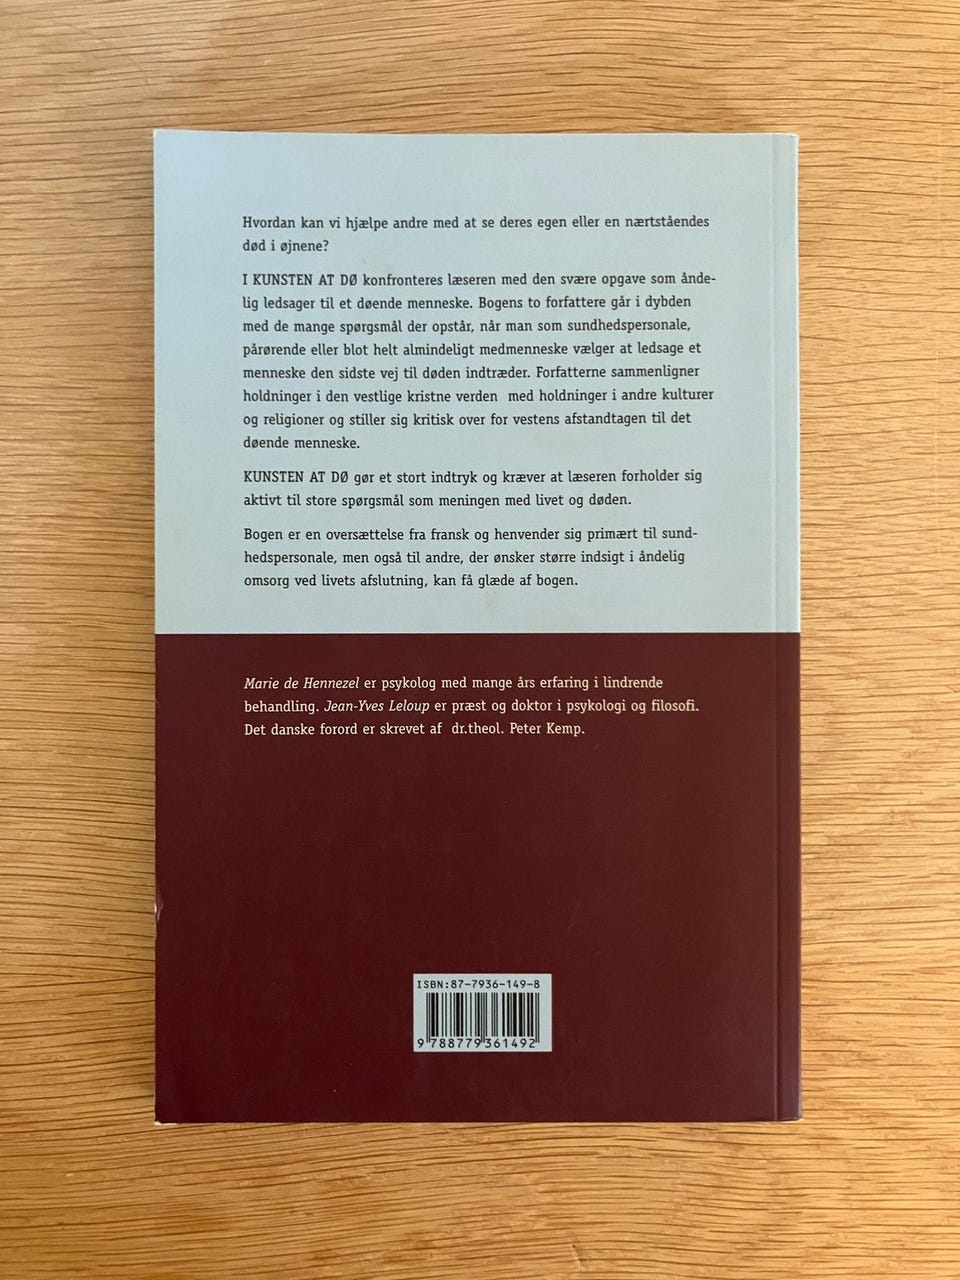 Hvordan kan vi hjælpe andre med at se deres egen eller en nærtståendes
død i øjnene?
I KUNSTEN AT DØ konfronteres læseren med den svære opgave som ånde-
lig ledsager til et døende menneske. Bogens to forfattere går i dybden
med de mange spørgsmål der opstår, når man som sundhedspersonale,
pårørende eller blot helt almindeligt medmenneske vælger at ledsage et
menneske den sidste vej til døden indtræder. Forfatterne sammenligner
holdninger i den vestlige kristne verden med holdninger i andre kulturer
og religioner og stiller sig kritisk over for vestens afstandtagen til det
døende menneske.
KUNSTEN AT DØ gør et stort indtryk og kræver at læseren forholder sig
aktivt til store spørgsmål som meningen med livet og døden.
Bogen er en oversættelse fra fransk og henvender sig primært til sund-
hedspersonale, men også til andre, der ønsker større indsigt i åndelig
omsorg ved livets afslutning, kan få glæde af bogen.
Marie de Hennezel er psykolog med mange års erfaring i lindrende
behandling. Jean-Yves Leloup er præst og doktor i psykologi og filosofi.
Det danske forord er skrevet af dr.theol. Peter Kemp.
ISBN:87-7936-149-8
9 788779 361492